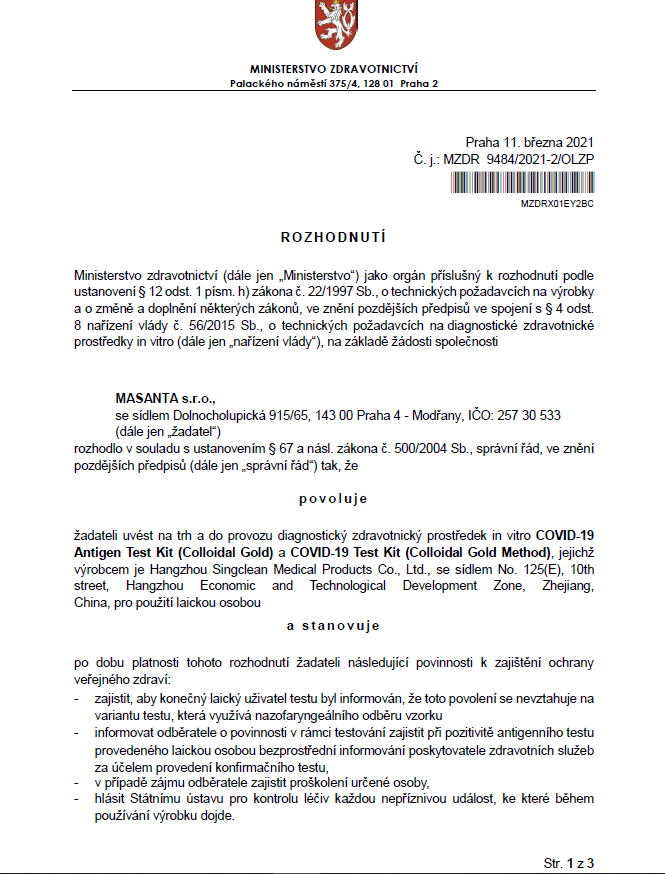 MINISTERSTVO ZDRAVOTNICTVÍ
Palackého náměstí 375/4, 128 01 Praha 2
Praha 11. března 2021
Č. j.: MZDR 9484/2021-2/OLZP
MZDRX01EY2BC
ROZHODNUTÍ
Ministerstvo zdravotnictví (dále jen „Ministerstvo“) jako orgán příslušný k rozhodnutí podle
ustanovení § 12 odst. 1 písm. h) zákona č. 22/1997 Sb., o technických požadavcích na výrobky
a o změně a doplnění některých zákonů, ve znění pozdějších předpisů ve spojení s § 4 odst.
8 nařízení vlády č. 56/2015 Sb., o technických požadavcích na diagnostické zdravotnické
prostředky in vitro (dále jen „nařízení vlády“), na základě žádosti společnosti
MASANTA s.r.o.,
se sídlem Dolnocholupická 915/65, 143 00 Praha 4 - Modřany, IČO: 257 30 533
(dále jen „žadatel“)
rozhodlo v souladu s ustanovením § 67 a násl. zákona č. 500/2004 Sb., správní řád, ve znění
pozdějších předpisů (dále jen „správní řád“) tak, že
povoluje
žadateli uvést na trh a do provozu diagnostický zdravotnický prostředek in vitro COVID-19
Antigen Test Kit (Colloidal Gold) a COVID-19 Test Kit (Colloidal Gold Method), jejichž
výrobcem je Hangzhou Singclean Medical Products Co., Ltd., se sídlem No. 125(E), 10th
street, Hangzhou Economic and Technological Development Zone, Zhejiang,
China, pro použití laickou osobou
a stanovuje
po dobu platnosti tohoto rozhodnutí žadateli následující povinnosti k zajištění ochrany
veřejného zdraví:
- zajistit, aby konečný laický uživatel testu byl informován, že toto povolení se nevztahuje na
variantu testu, která využívá nazofaryngeálního odběru vzorku
- informovat odběratele o povinnosti v rámci testování zajistit při pozitivitě antigenního testu
provedeného laickou osobou bezprostřední informování poskytovatele zdravotních služeb
za účelem provedení konfirmačního testu,
- v případě zájmu odběratele zajistit proškolení určené osoby,
- hlásit Státnímu ústavu pro kontrolu léčiv každou nepříznivou událost, ke které během
používání výrobku dojde.
Str. 1 z 3